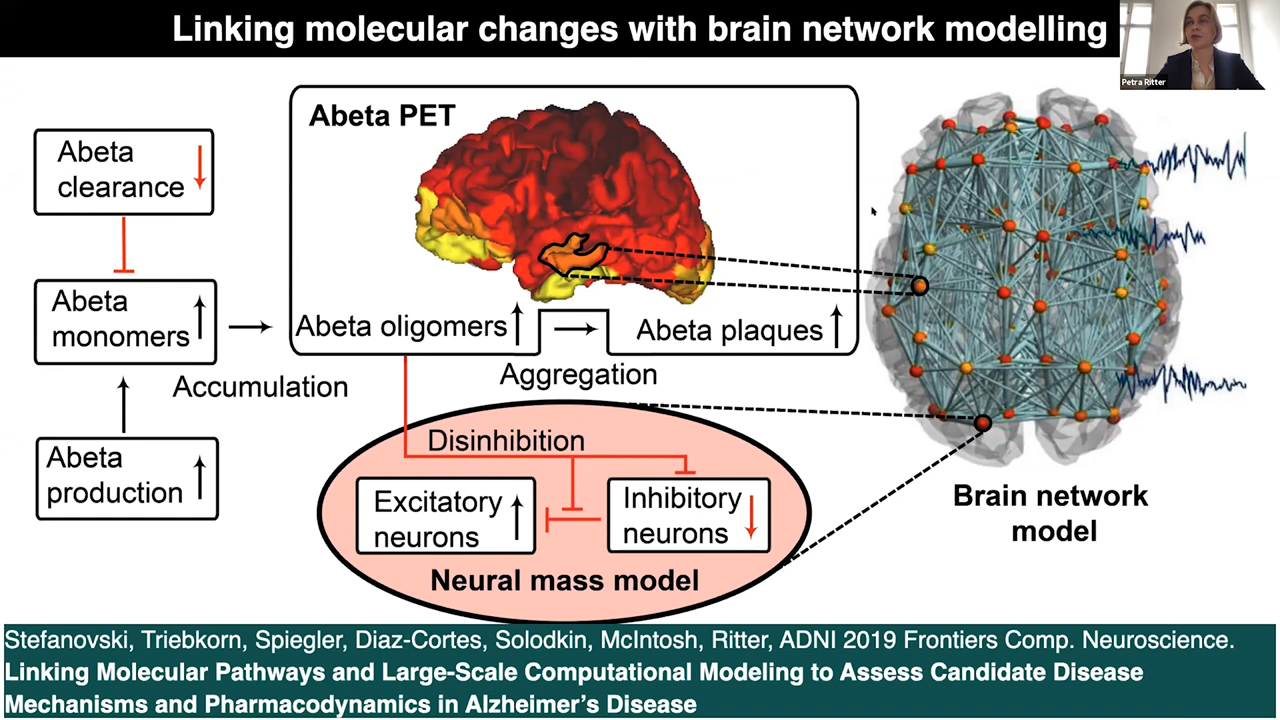 Linking molecular changes with brain network modelling
Petra Ritter
Abeta PET
Abeta
clearance
Abeta
monomers
Accumulation
Abeta
production
Abeta oligomers
Abeta plaques
Aggregation
Disinhibition
Excitatory
neurons
Inhibitory
neurons
Neural mass model
Brain network
model
Stefanovski, Triebkorn, Spiegler, Diaz-Cortes, Solodkin, McIntosh, Ritter, ADNI 2019 Frontiers Comp. Neuroscience.
Linking Molecular Pathways and Large-Scale Computational Modeling to Assess Candidate Disease
Mechanisms and Pharmacodynamics in Alzheimer's Disease